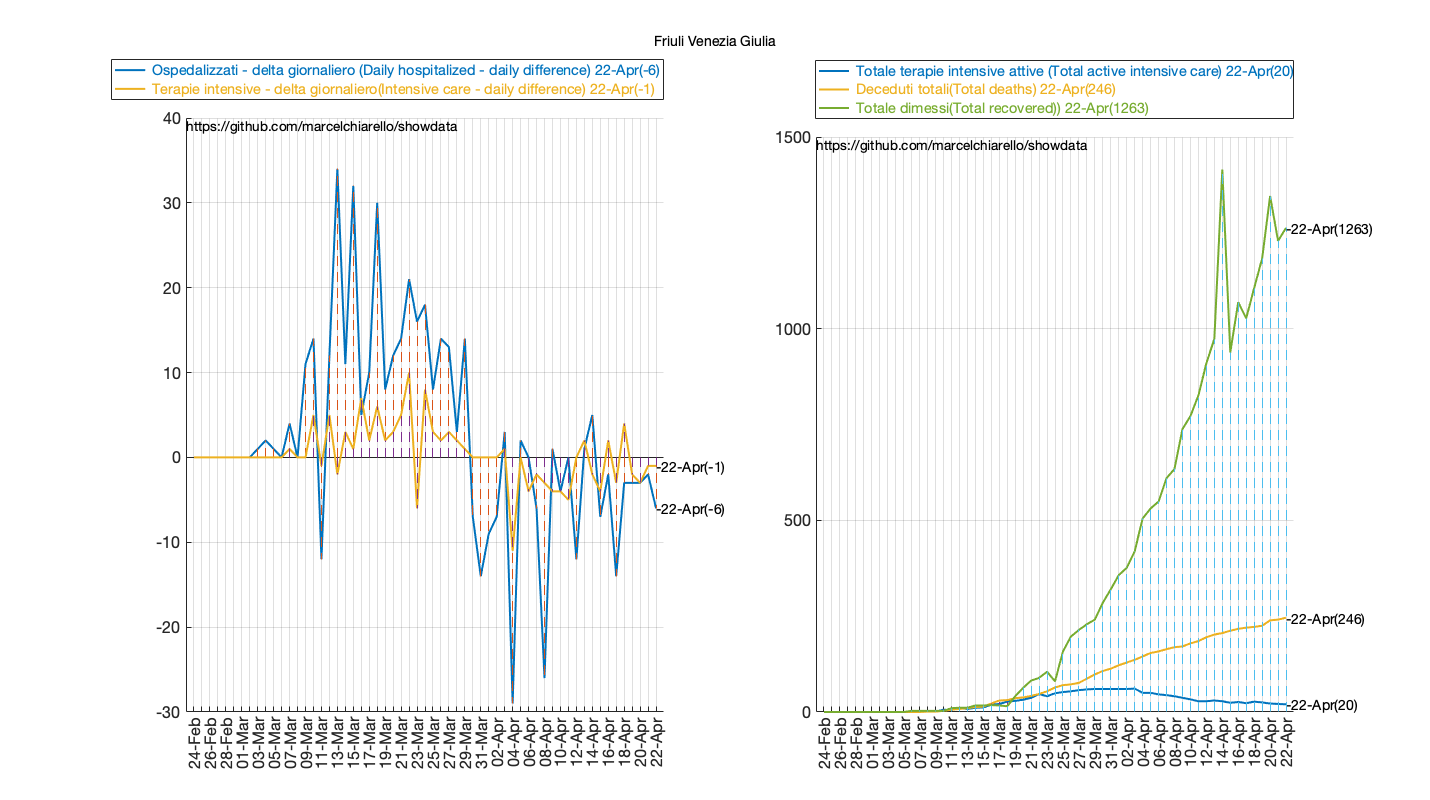 Friuli Venezia Giulia
Ospedalizzati - delta giornaliero (Daily hospitalized - daily difference) 22-Apr(-6)
Terapie intensive - delta giornaliero(Intensive care - daily difference) 22-Apr(-1)
https://github.com/marcelchiarello/showdata
40
30
20
10
0
-10
-20
-30
22-Apr(-1)
22-Apr(-6)
24-Feb
26-Feb
28-Feb
01-Mar
03-Mar
05-Mar
07-Mar
09-Mar
11-Mar
13-Mar
15-Mar
17-Mar
19-Mar
21-Mar
23-Mar
25-Mar
27-Mar
29-Mar
31-Mar
02-Apr
04-Apr
06-Apr
08-Apr
10-Apr
12-Apr
14-Apr
16-Apr
18-Apr
20-Apr
22-Apr
Totale terapie intensive attive (Total active intensive care) 22-Apr(20)
Deceduti totali(Total deaths) 22-Apr(246)
Totale dimessi(Total recovered)) 22-Apr(1263)
https://github.com/marcelchiarello/showdata
1500
1000
500
0
22-Apr(1263)
22-Apr(246)
22-Apr(20)
24-Feb
26-Feb
28-Feb
01-Mar
03-Mar
05-Mar
07-Mar
09-Mar
11-Mar
13-Mar
15-Mar
17-Mar
19-Mar
21-Mar
23-Mar
25-Mar
27-Mar
29-Mar
31-Mar
02-Apr
04-Apr
06-Apr
08-Apr
10-Apr
12-Apr
14-Apr
16-Apr
18-Apr
20-Apr
22-Apr